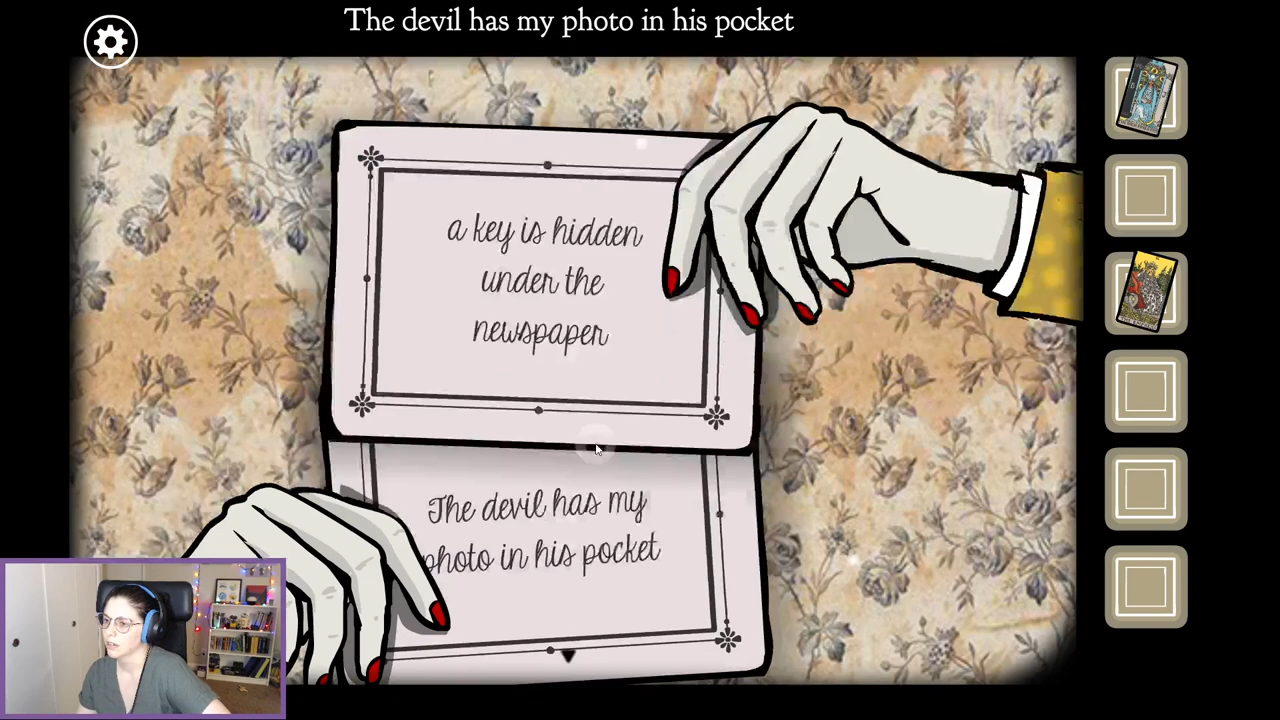 The devil has my photo in his pocket
a key is hidden
under the
newspaper
The devil has my
photo in his pocket